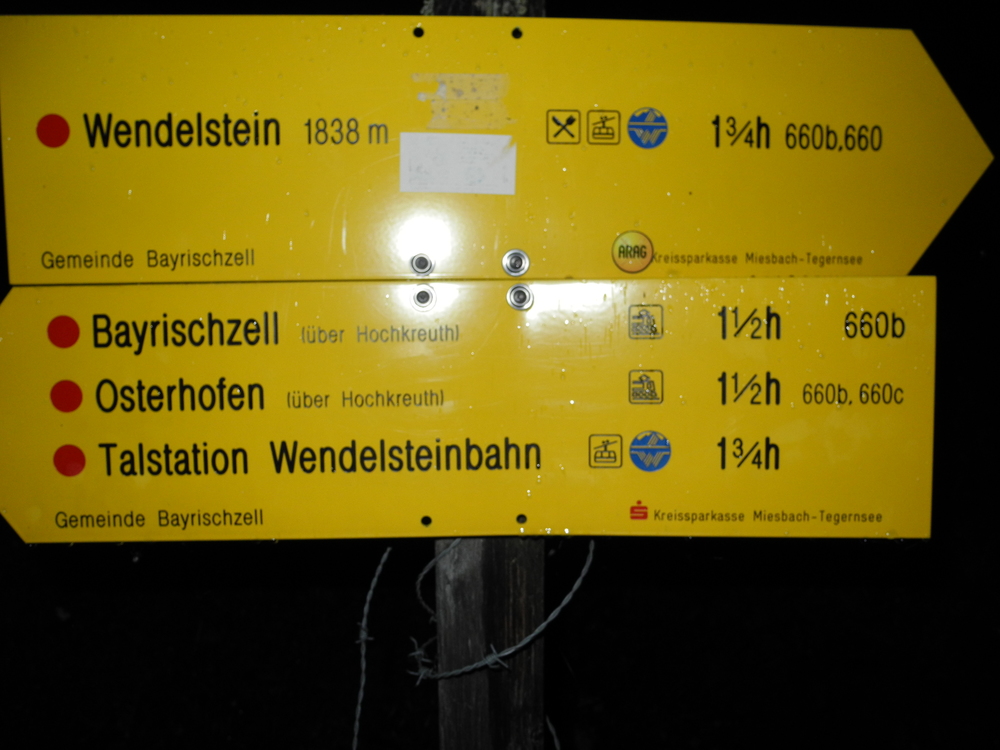 Wendelstein 1838 m 1¾h 660b,660
Gemeinde Bayrischzell ARAG Kreissparkasse Miesbach-Tegernsee
Bayrischzell (über Hochkreuth) 1½h 660b
Osterhofen (über Hochkreuth) 1½h 660b, 660c
Talstation Wendelsteinbahn 1¾h
Gemeinde Bayrischzell Kreissparkasse Miesbach-Tegernsee